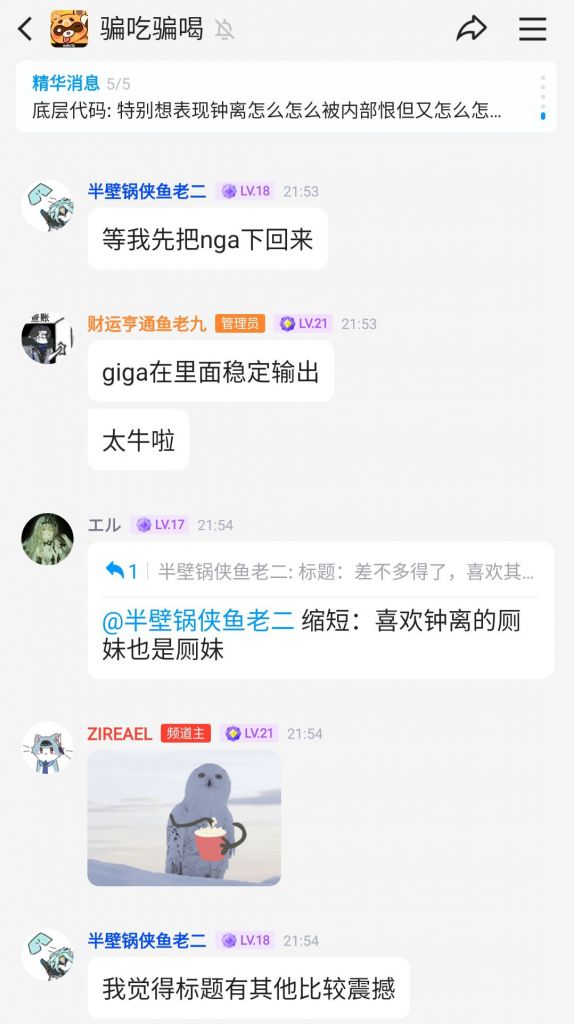 骗吃骗喝
精华消息 5/5
底层代码: 特别想表现钟离怎么怎么被内部恨但又怎么怎...
半壁锅侠鱼老二 LV.18 21:53
等我先把nga下回来
财运亨通鱼老九 管理员 LV.21 21:53
giga在里面稳定输出
太牛啦
エル LV.17 21:54
1 半壁锅侠鱼老二: 标题：差不多得了，喜欢其...
@半壁锅侠鱼老二 缩短：喜欢钟离的厕
妹也是厕妹
ZIREAEL 频道主 LV.21 21:54
半壁锅侠鱼老二 LV.18 21:54
我觉得标题有其他比较震撼